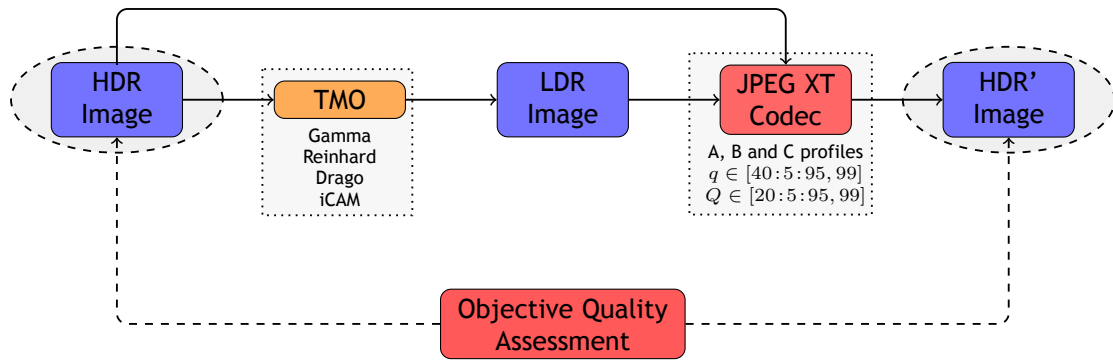 HDR
Image
TMO
Gamma
Reinhard
Drago
iCAM
LDR
Image
JPEG XT
Codec
A, B and C profiles
q ∈ [40:5:95, 99]
Q ∈ [20:5:95, 99]
HDR’
Image
Objective Quality
Assessment